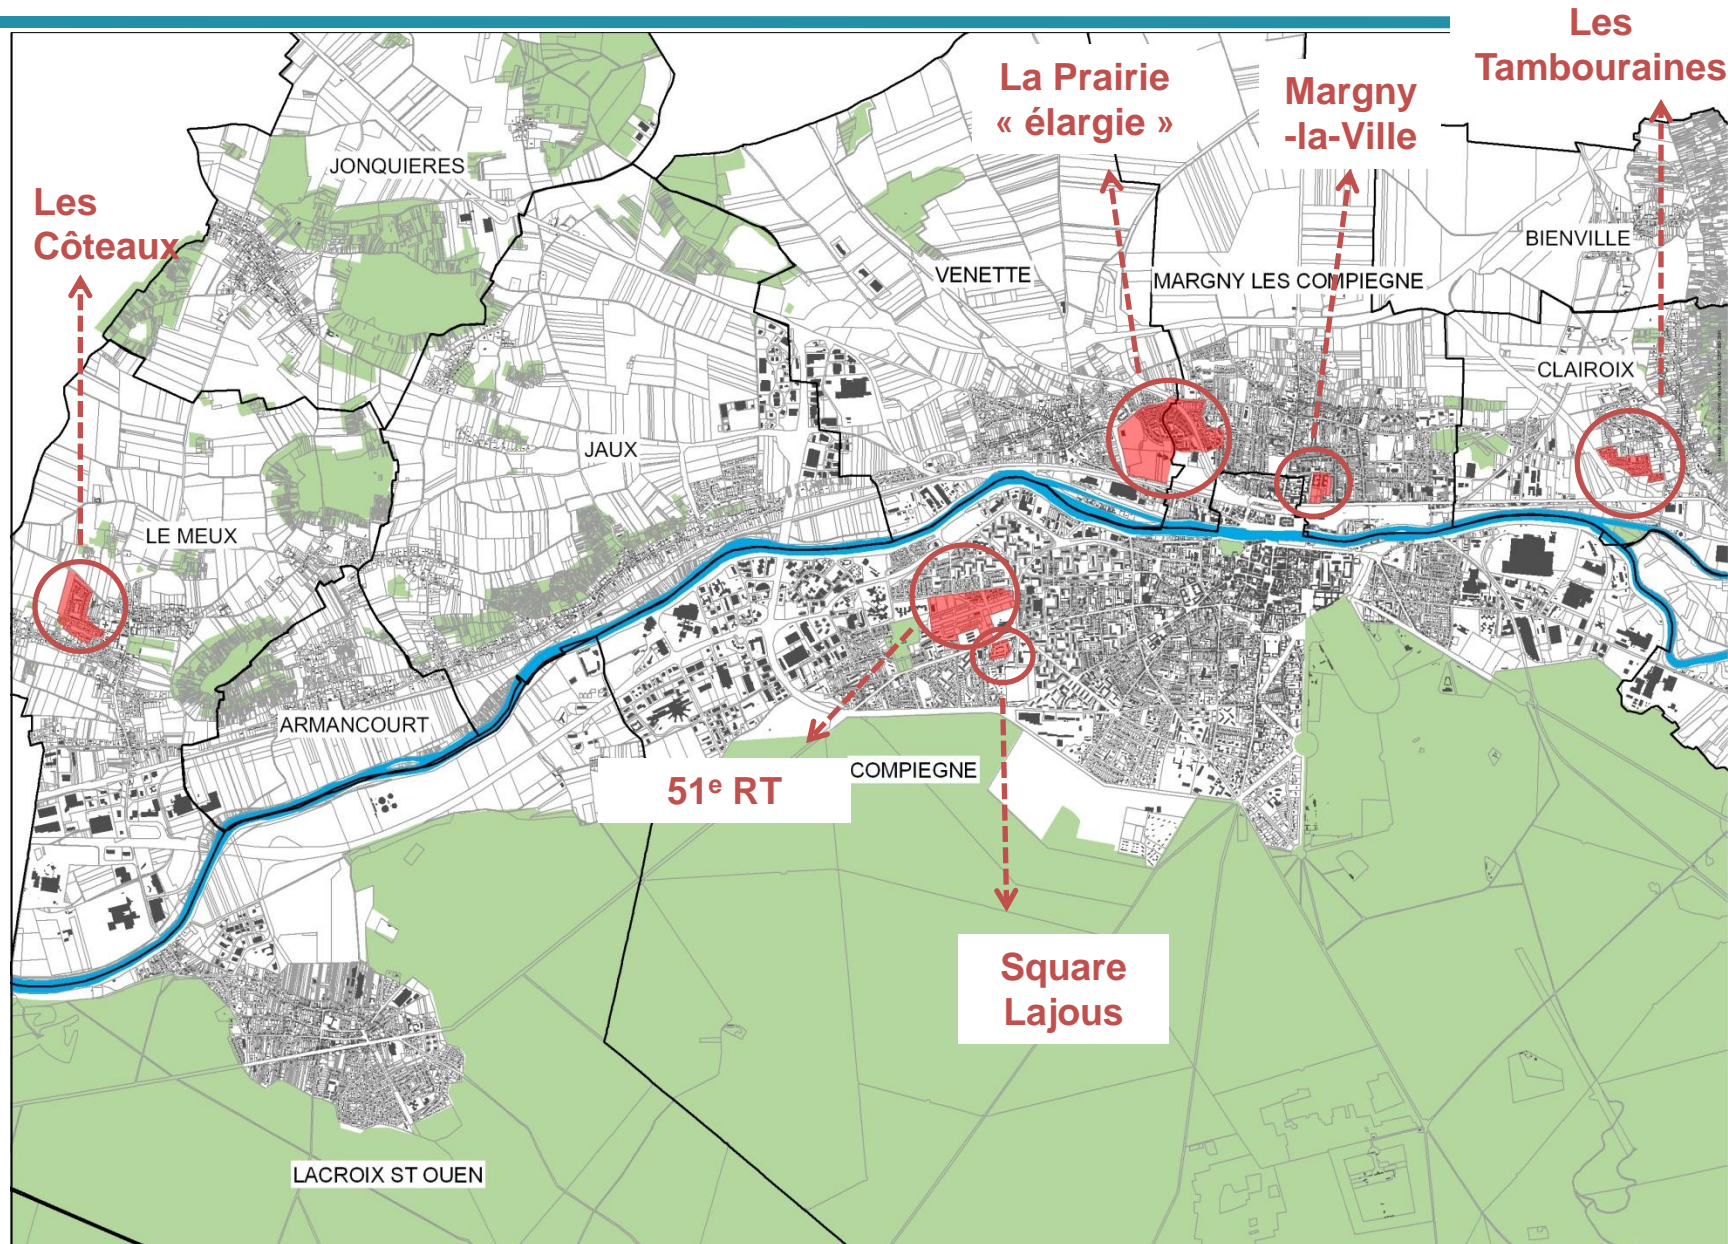 Les
Tambouraines
La Prairie
« élargie »
Margny
-la-Ville
JONQUIERES
Les
Côteaux
BIENVILLE
VENETTE
MARGNY LES COMPIEGNE
CLAIROIX
JAUX
LE MEUX
ARMANCOURT
COMPIEGNE
51e RT
Square
Lajous
LACROIX ST OUEN